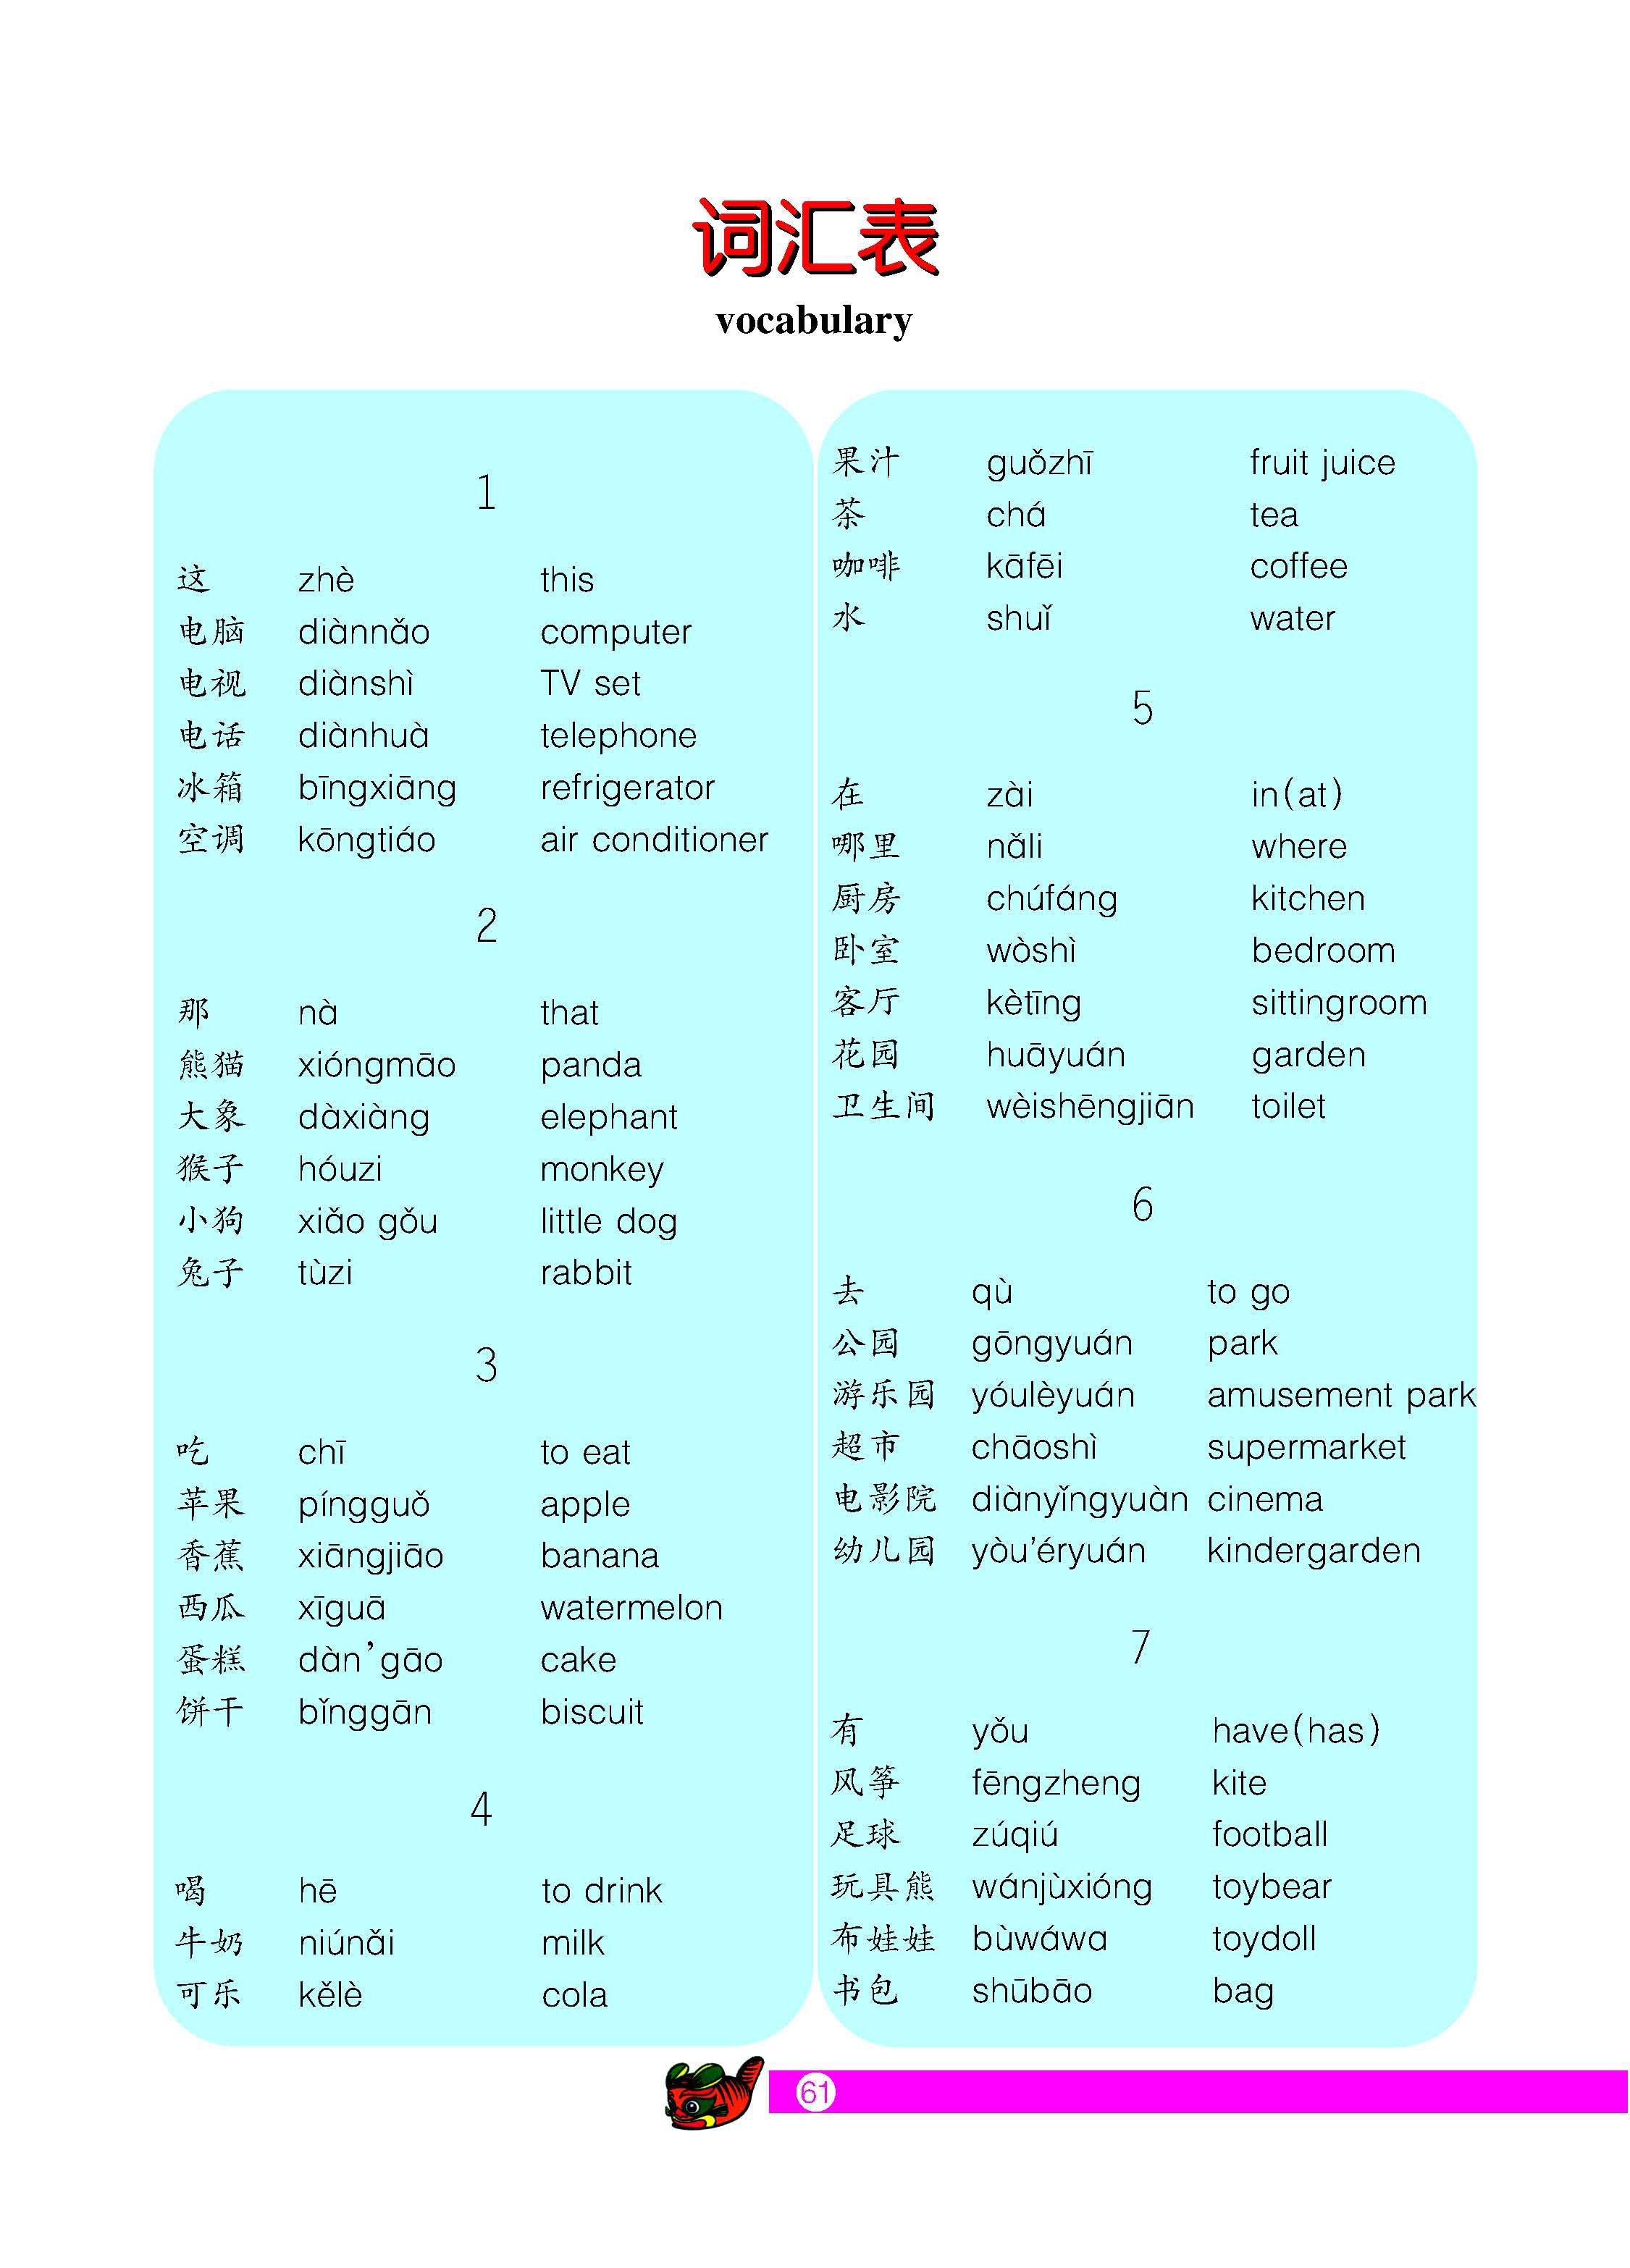 词汇表
vocabulary
1
这 zhè this
电脑 diànnǎo computer
电视 diànshì TV set
电话 diànhuà telephone
冰箱 bīngxiāng refrigerator
空调 kōngtiáo air conditioner
2
那 nà that
熊猫 xióngmāo panda
大象 dàxiàng elephant
猴子 hóuzi monkey
小狗 xiǎo gǒu little dog
兔子 tùzi rabbit
3
吃 chī to eat
苹果 píngguǒ apple
香蕉 xiāngjiāo banana
西瓜 xīguā watermelon
蛋糕 dàn’gāo cake
饼干 bǐnggān biscuit
4
喝 hē to drink
牛奶 niúnǎi milk
可乐 kělè cola
果汁 guǒzhī fruit juice
茶 chá tea
咖啡 kāfēi coffee
水 shuǐ water
5
在 zài in(at)
哪里 nǎli where
厨房 chúfáng kitchen
卧室 wòshì bedroom
客厅 kètīng sittingroom
花园 huāyuán garden
卫生间 wèishēngjiān toilet
6
去 qù to go
公园 gōngyuán park
游乐园 yóulèyuán amusement park
超市 chāoshì supermarket
电影院 diànyǐngyuàn cinema
幼儿园 yòu’éryuán kindergarden
7
有 yǒu have(has)
风筝 fēngzheng kite
足球 zúqiú football
玩具熊 wánjùxióng toybear
布娃娃 bùwáwa toydoll
书包 shūbāo bag
61